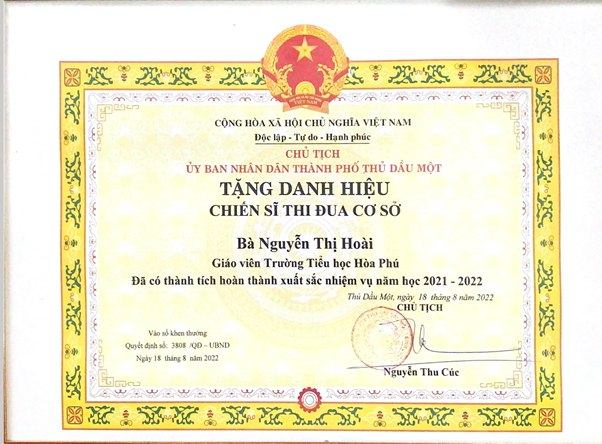 VIỆT NAM
CỘNG HÒA XÃ HỘI CHỦ NGHĨA VIỆT NAM
Độc lập - Tự do - Hạnh phúc
CHỦ TỊCH
ỦY BAN NHÂN DÂN THÀNH PHỐ THỦ DẦU MỘT
TẶNG DANH HIỆU
CHIẾN SĨ THI ĐUA CƠ SỞ
Bà Nguyễn Thị Hoài
Giáo viên Trường Tiểu học Hòa Phú
Đã có thành tích hoàn thành xuất sắc nhiệm vụ năm học 2021 - 2022
Thủ Dầu Một, ngày 18 tháng 8 năm 2022
CHỦ TỊCH
Vào sổ khen thưởng
Quyết định số: 3808 /QĐ – UBND
Ngày 18 tháng 8 năm 2022
Nguyễn Thu Cúc